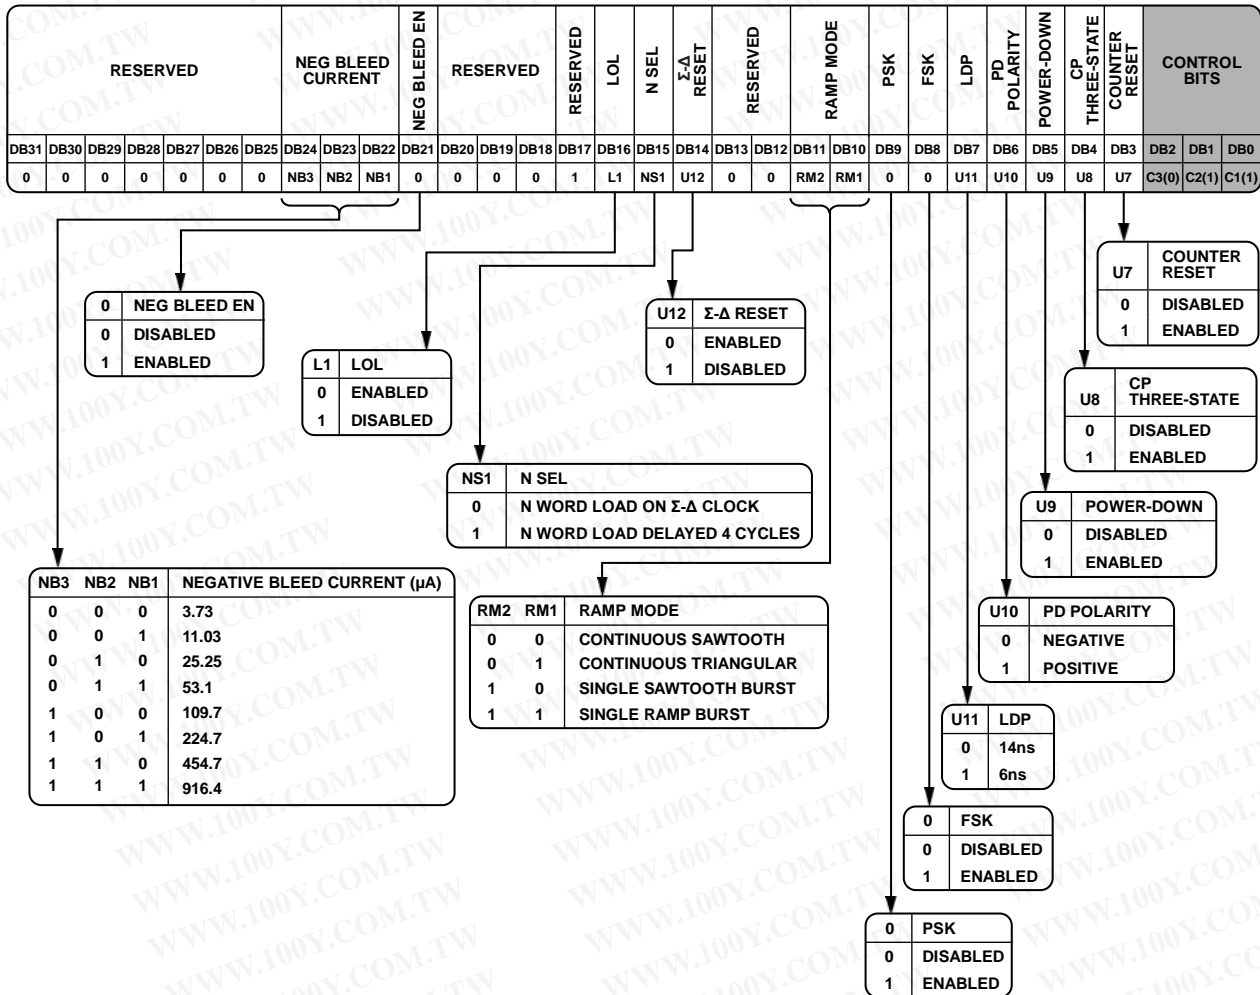 RESERVED
NEG BLEED
CURRENT
NEG BLEED EN
RESERVED
RESERVED
LOL
N SEL
Σ-Δ
RESET
RESERVED
RAMP MODE
PSK
FSK
LDP
PD
POLARITY
POWER-DOWN
CP
THREE-STATE
COUNTER
RESET
CONTROL
BITS
DB31 DB30 DB29 DB28 DB27 DB26 DB25 DB24 DB23 DB22 DB21 DB20 DB19 DB18 DB17 DB16 DB15 DB14 DB13 DB12 DB11 DB10 DB9 DB8 DB7 DB6 DB5 DB4 DB3 DB2 DB1 DB0
0 0 0 0 0 0 0 NB3 NB2 NB1 0 0 0 0 1 L1 NS1 U12 0 0 RM2 RM1 0 0 U11 U10 U9 U8 U7 C3(0) C2(1) C1(1)
U7 COUNTER
RESET
0 DISABLED
1 ENABLED
0 NEG BLEED EN
0 DISABLED
1 ENABLED
U12 Σ-Δ RESET
0 ENABLED
1 DISABLED
L1 LOL
0 ENABLED
1 DISABLED
U8 CP
THREE-STATE
0 DISABLED
1 ENABLED
NS1 N SEL
0 N WORD LOAD ON Σ-Δ CLOCK
1 N WORD LOAD DELAYED 4 CYCLES
U9 POWER-DOWN
0 DISABLED
1 ENABLED
NB3 NB2 NB1 NEGATIVE BLEED CURRENT (µA)
0 0 0 3.73
0 0 1 11.03
0 1 0 25.25
0 1 1 53.1
1 0 0 109.7
1 0 1 224.7
1 1 0 454.7
1 1 1 916.4
RM2 RM1 RAMP MODE
0 0 CONTINUOUS SAWTOOTH
0 1 CONTINUOUS TRIANGULAR
1 0 SINGLE SAWTOOTH BURST
1 1 SINGLE RAMP BURST
U10 PD POLARITY
0 NEGATIVE
1 POSITIVE
U11 LDP
0 14ns
1 6ns
0 FSK
0 DISABLED
1 ENABLED
0 PSK
0 DISABLED
1 ENABLED
WWW.100Y.COM.TW